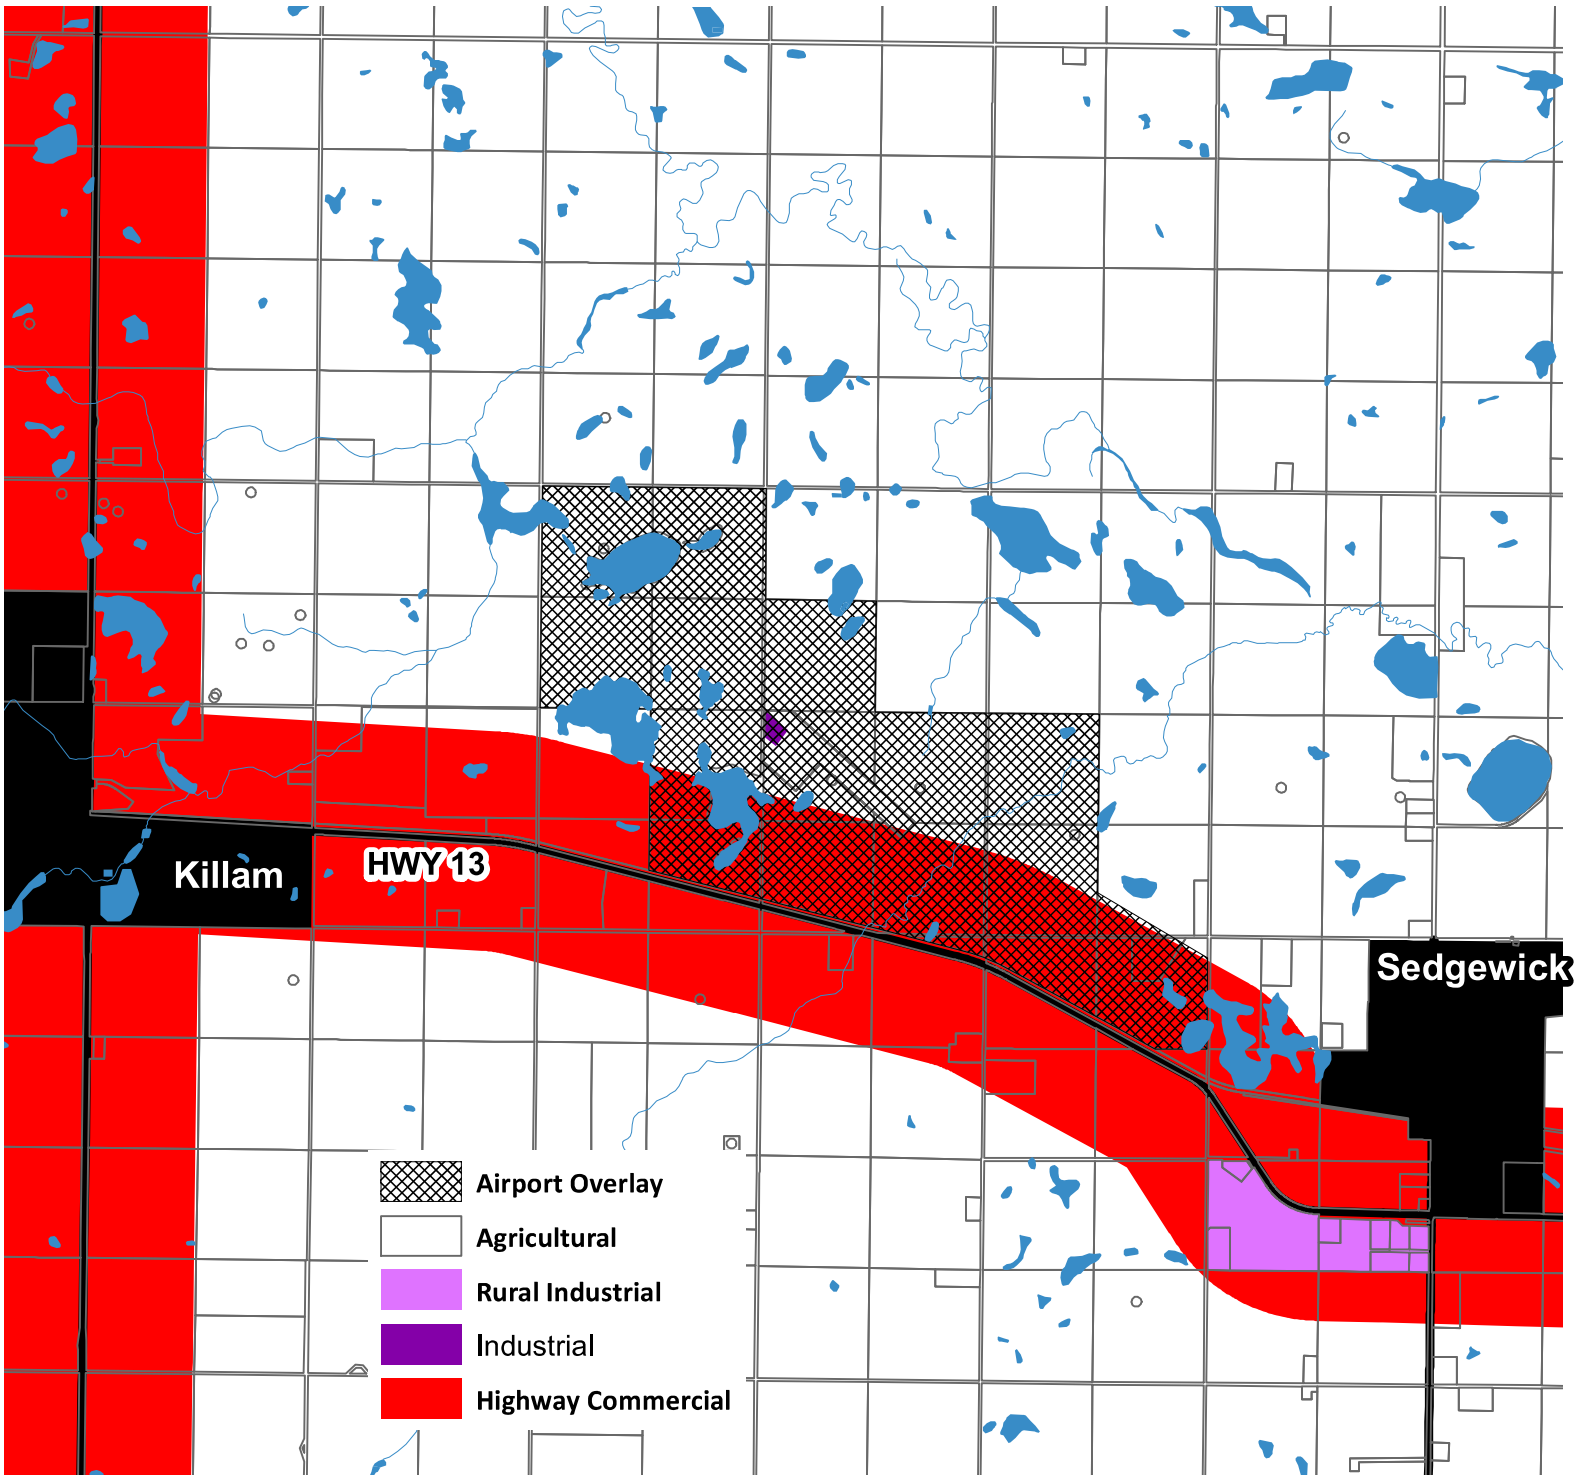 Killam
HWY 13
Sedgewick
Airport Overlay
Agricultural
Rural Industrial
Industrial
Highway Commercial